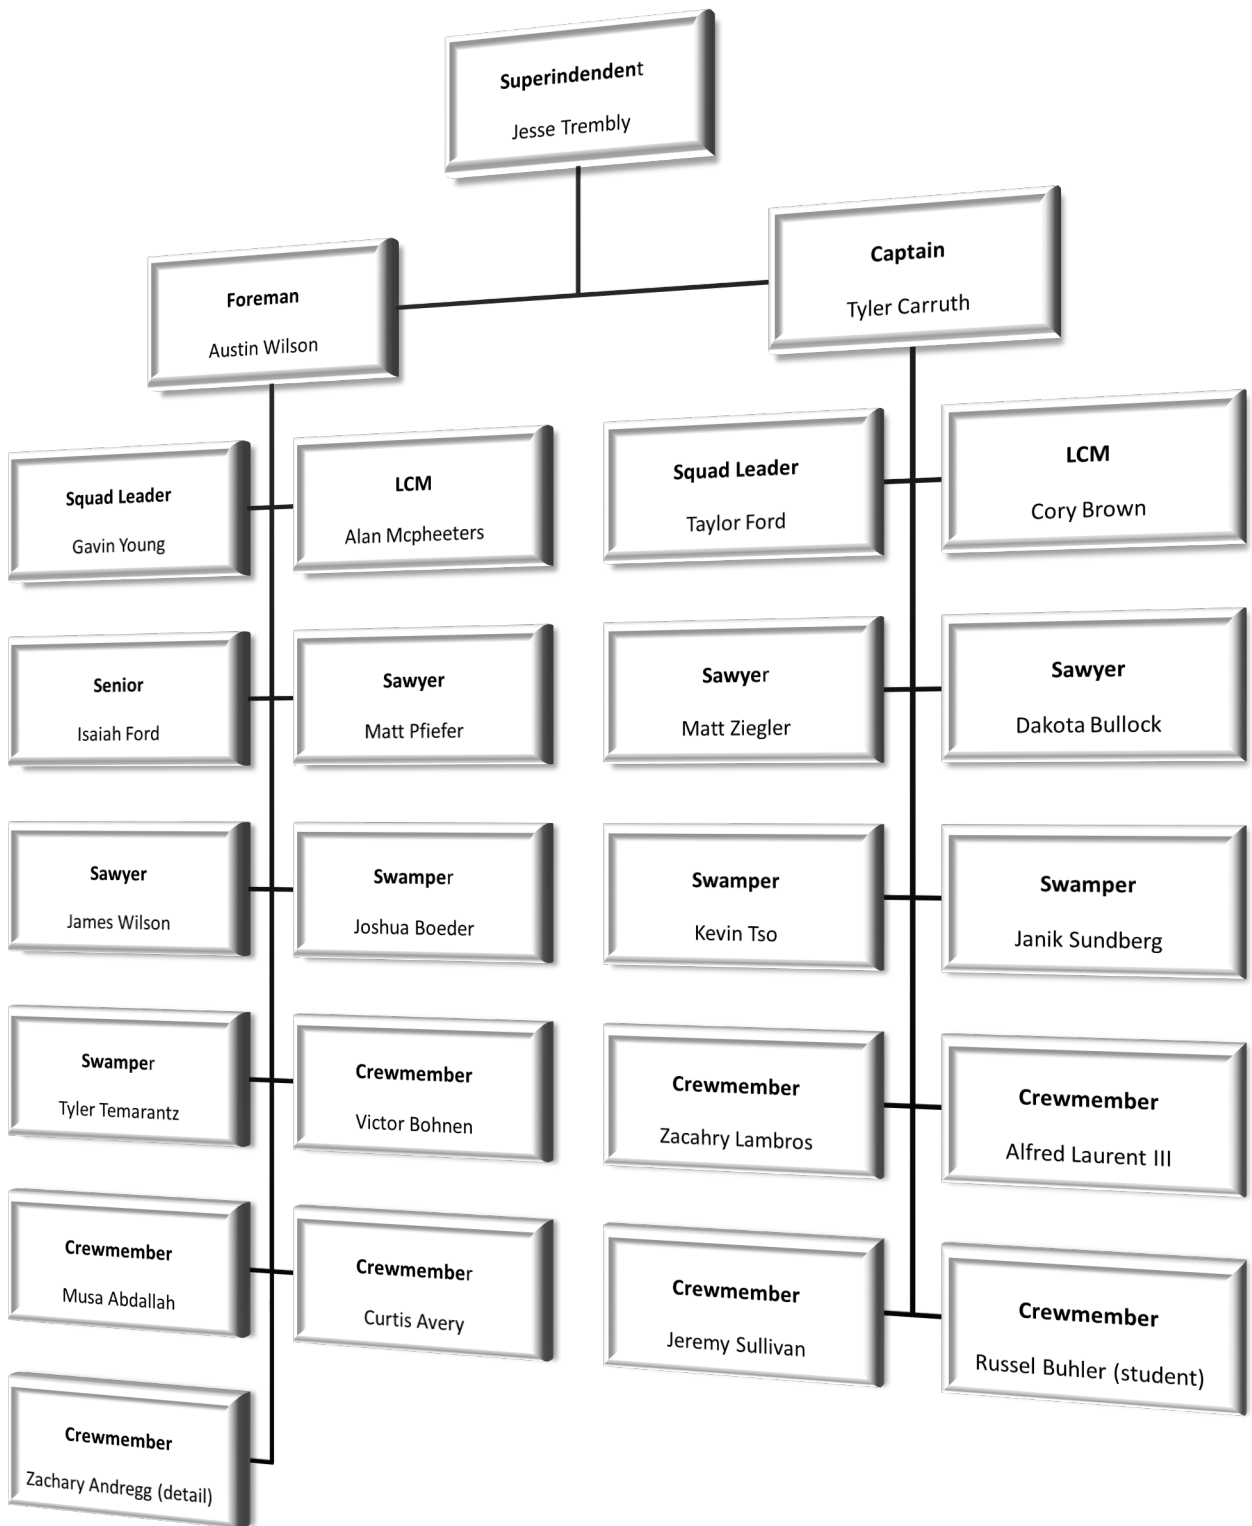 Superindendent
Jesse Trembly
Foreman
Austin Wilson
Captain
Tyler Carruth
Squad Leader
Gavin Young
LCM
Alan Mcpheeters
Squad Leader
Taylor Ford
LCM
Cory Brown
Senior
Isaiah Ford
Sawyer
Matt Pfiefer
Sawyer
Matt Ziegler
Sawyer
Dakota Bullock
Sawyer
James Wilson
Swamper
Joshua Boeder
Swamper
Kevin Tso
Swamper
Janik Sundberg
Swamper
Tyler Temarantz
Crewmember
Victor Bohnen
Crewmember
Zacahry Lambros
Crewmember
Alfred Laurent III
Crewmember
Musa Abdallah
Crewmember
Curtis Avery
Crewmember
Jeremy Sullivan
Crewmember
Russel Buhler (student)
Crewmember
Zachary Andregg (detail)